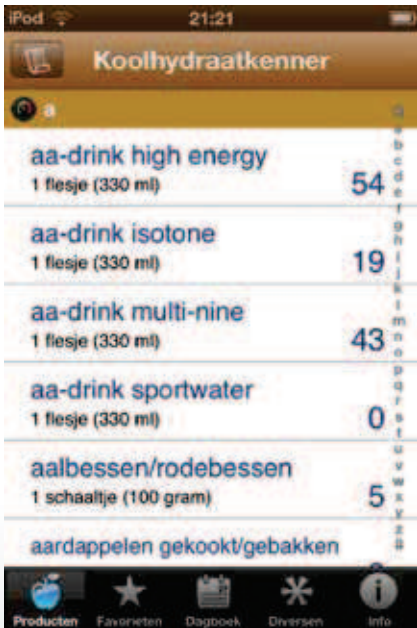 iPod 21:21
Koolhydraatkenner
a
aa-drink high energy
1 flesje (330 ml)
54
aa-drink isotone
1 flesje (330 ml)
19
aa-drink multi-nine
1 flesje (330 ml)
43
aa-drink sportwater
1 flesje (330 ml)
0
aalbessen/rodebessen
1 schaaltje (100 gram)
5
aardappelen gekookt/gebakken
a
b
c
d
e
f
g
h
i
j
k
l
m
n
o
p
q
r
s
t
u
v
w
x
y
z
Producten Favorieten Dagboek Diversen Info